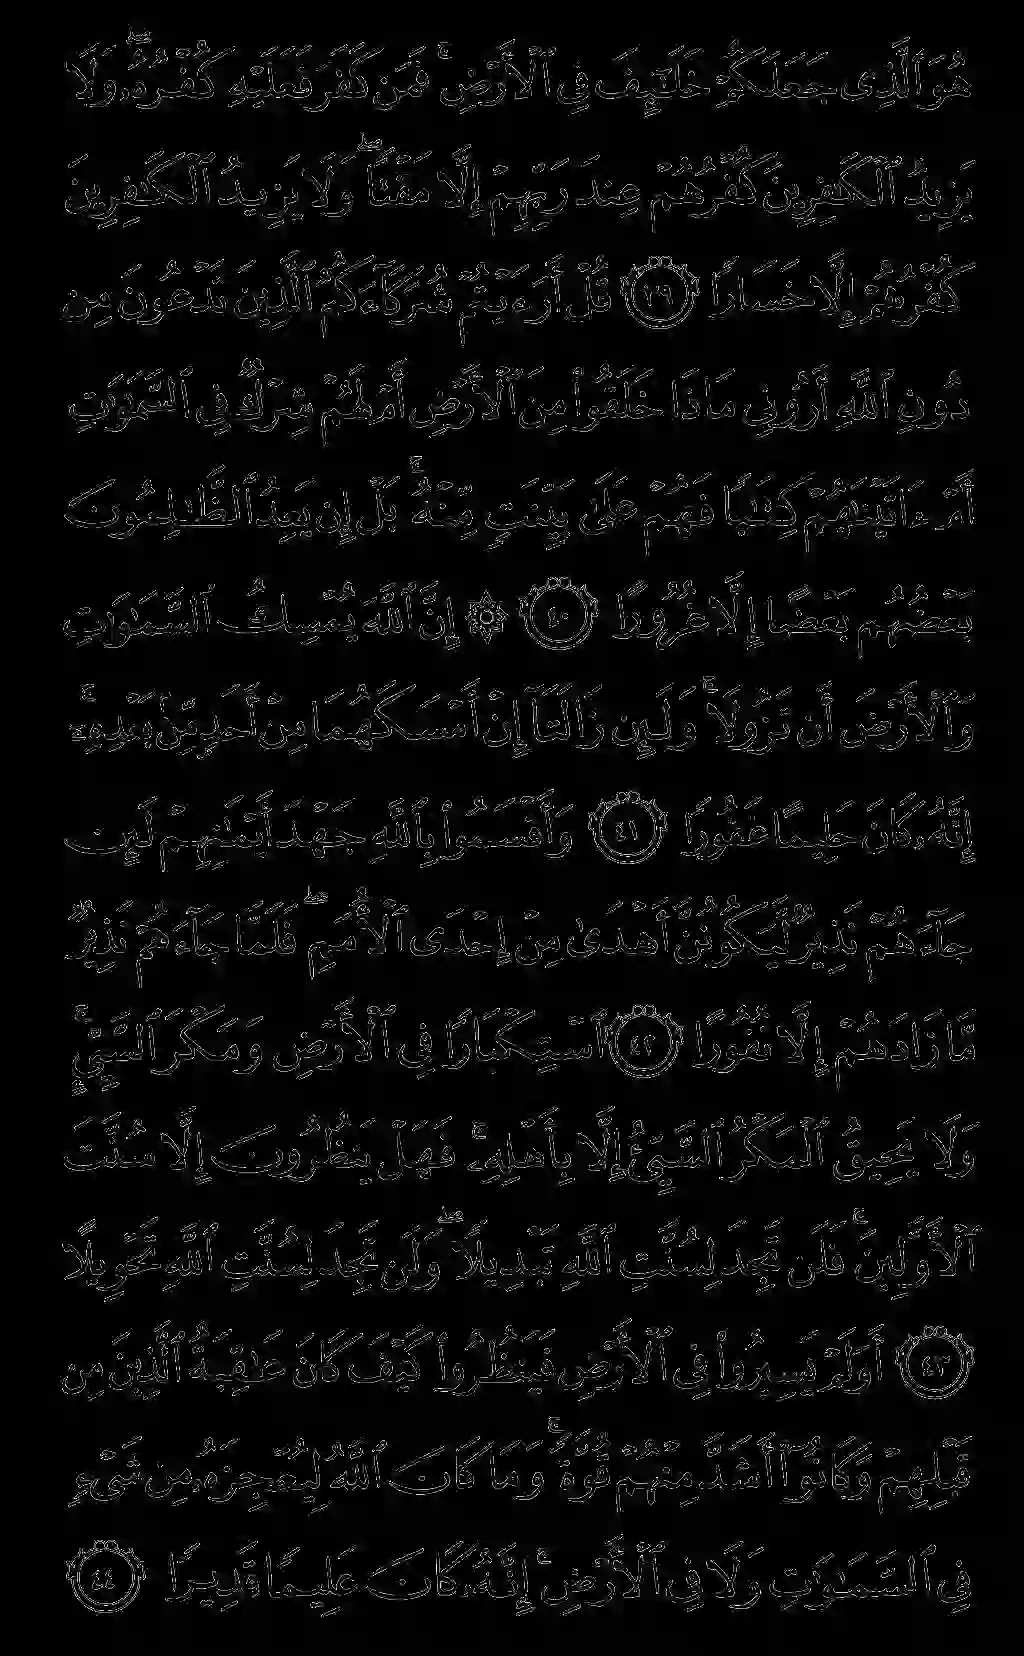 هُوَ ٱلَّذِى جَعَلَكُمْ خَلَـٰٓئِفَ فِى ٱلْأَرْضِ ۚ فَمَن كَفَرَ فَعَلَيْهِ كُفْرُهُۥ ۖ وَلَا
يَزِيدُ ٱلْكَـٰفِرِينَ كُفْرُهُمْ عِندَ رَبِّهِمْ إِلَّا مَقْتًا ۖ وَلَا يَزِيدُ ٱلْكَـٰفِرِينَ
كُفْرُهُمْ إِلَّا خَسَارًا ٣٩ قُلْ أَرَءَيْتُمْ شُرَكَآءَكُمُ ٱلَّذِينَ تَدْعُونَ مِن
دُونِ ٱللَّهِ أَرُونِى مَاذَا خَلَقُوا۟ مِنَ ٱلْأَرْضِ أَمْ لَهُمْ شِرْكٌ فِى ٱلسَّمَـٰوَٰتِ
أَمْ ءَاتَيْنَـٰهُمْ كِتَـٰبًا فَهُمْ عَلَىٰ بَيِّنَتٍ مِّنْهُ ۚ بَلْ إِن يَعِدُ ٱلظَّـٰلِمُونَ
بَعْضُهُم بَعْضًا إِلَّا غُرُورًا ٤٠ ۞ إِنَّ ٱللَّهَ يُمْسِكُ ٱلسَّمَـٰوَٰتِ
وَٱلْأَرْضَ أَن تَزُولَا ۚ وَلَئِن زَالَتَآ إِنْ أَمْسَكَهُمَا مِنْ أَحَدٍ مِّنۢ بَعْدِهِۦٓ ۚ
إِنَّهُۥ كَانَ حَلِيمًا غَفُورًا ٤١ وَأَقْسَمُوا۟ بِٱللَّهِ جَهْدَ أَيْمَـٰنِهِمْ لَئِن
جَآءَهُمْ نَذِيرٌ لَّيَكُونُنَّ أَهْدَىٰ مِنْ إِحْدَى ٱلْأُمَمِ ۖ فَلَمَّا جَآءَهُمْ نَذِيرٌ
مَّا زَادَهُمْ إِلَّا نُفُورًا ٤٢ ٱسْتِكْبَارًا فِى ٱلْأَرْضِ وَمَكْرَ ٱلسَّيِّئِ ۚ
وَلَا يَحِيقُ ٱلْمَكْرُ ٱلسَّيِّئُ إِلَّا بِأَهْلِهِۦ ۚ فَهَلْ يَنظُرُونَ إِلَّا سُنَّتَ
ٱلْأَوَّلِينَ ۚ فَلَن تَجِدَ لِسُنَّتِ ٱللَّهِ تَبْدِيلًا ۖ وَلَن تَجِدَ لِسُنَّتِ ٱللَّهِ تَحْوِيلًا
٤٣ أَوَلَمْ يَسِيرُوا۟ فِى ٱلْأَرْضِ فَيَنظُرُوا۟ كَيْفَ كَانَ عَـٰقِبَةُ ٱلَّذِينَ مِن
قَبْلِهِمْ وَكَانُوٓا۟ أَشَدَّ مِنْهُمْ قُوَّةً ۚ وَمَا كَانَ ٱللَّهُ لِيُعْجِزَهُۥ مِن شَىْءٍ
فِى ٱلسَّمَـٰوَٰتِ وَلَا فِى ٱلْأَرْضِ ۚ إِنَّهُۥ كَانَ عَلِيمًا قَدِيرًا ٤٤